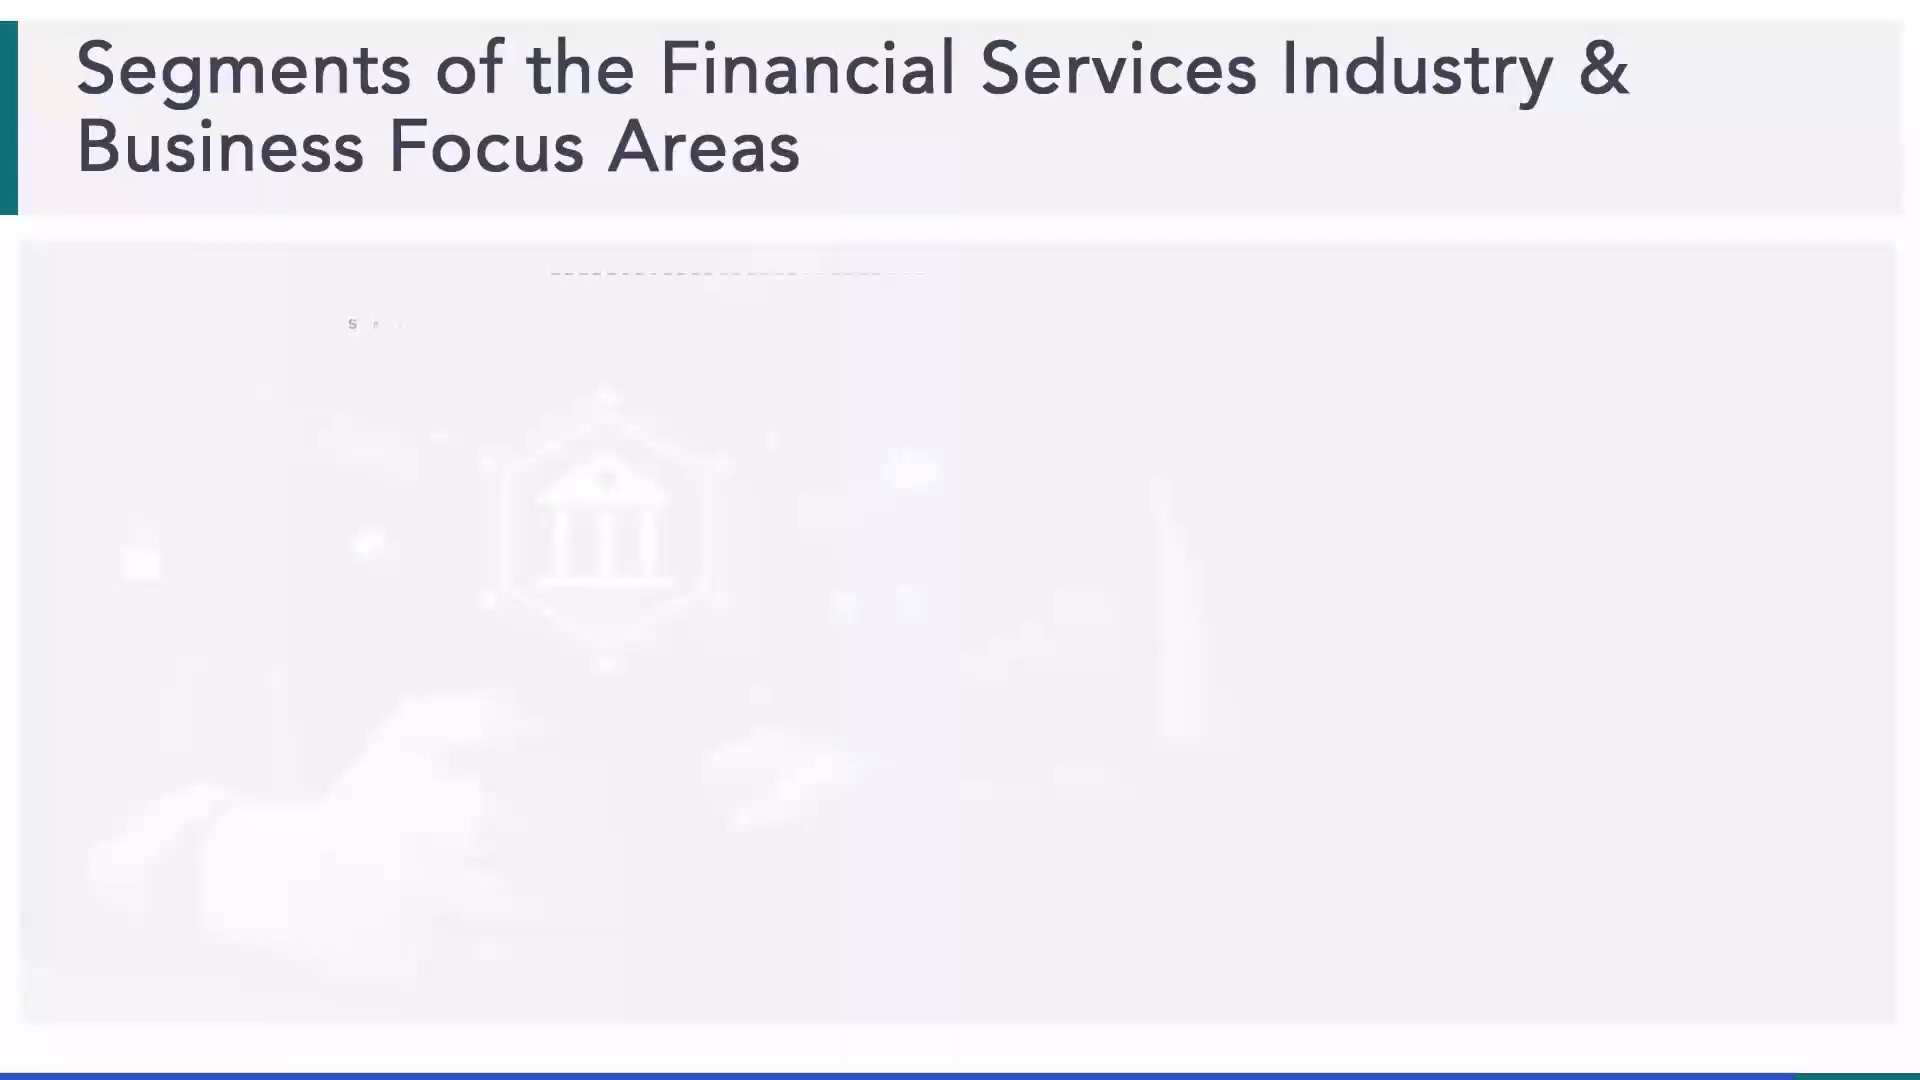 Segments of the Financial Services Industry &
Business Focus Areas